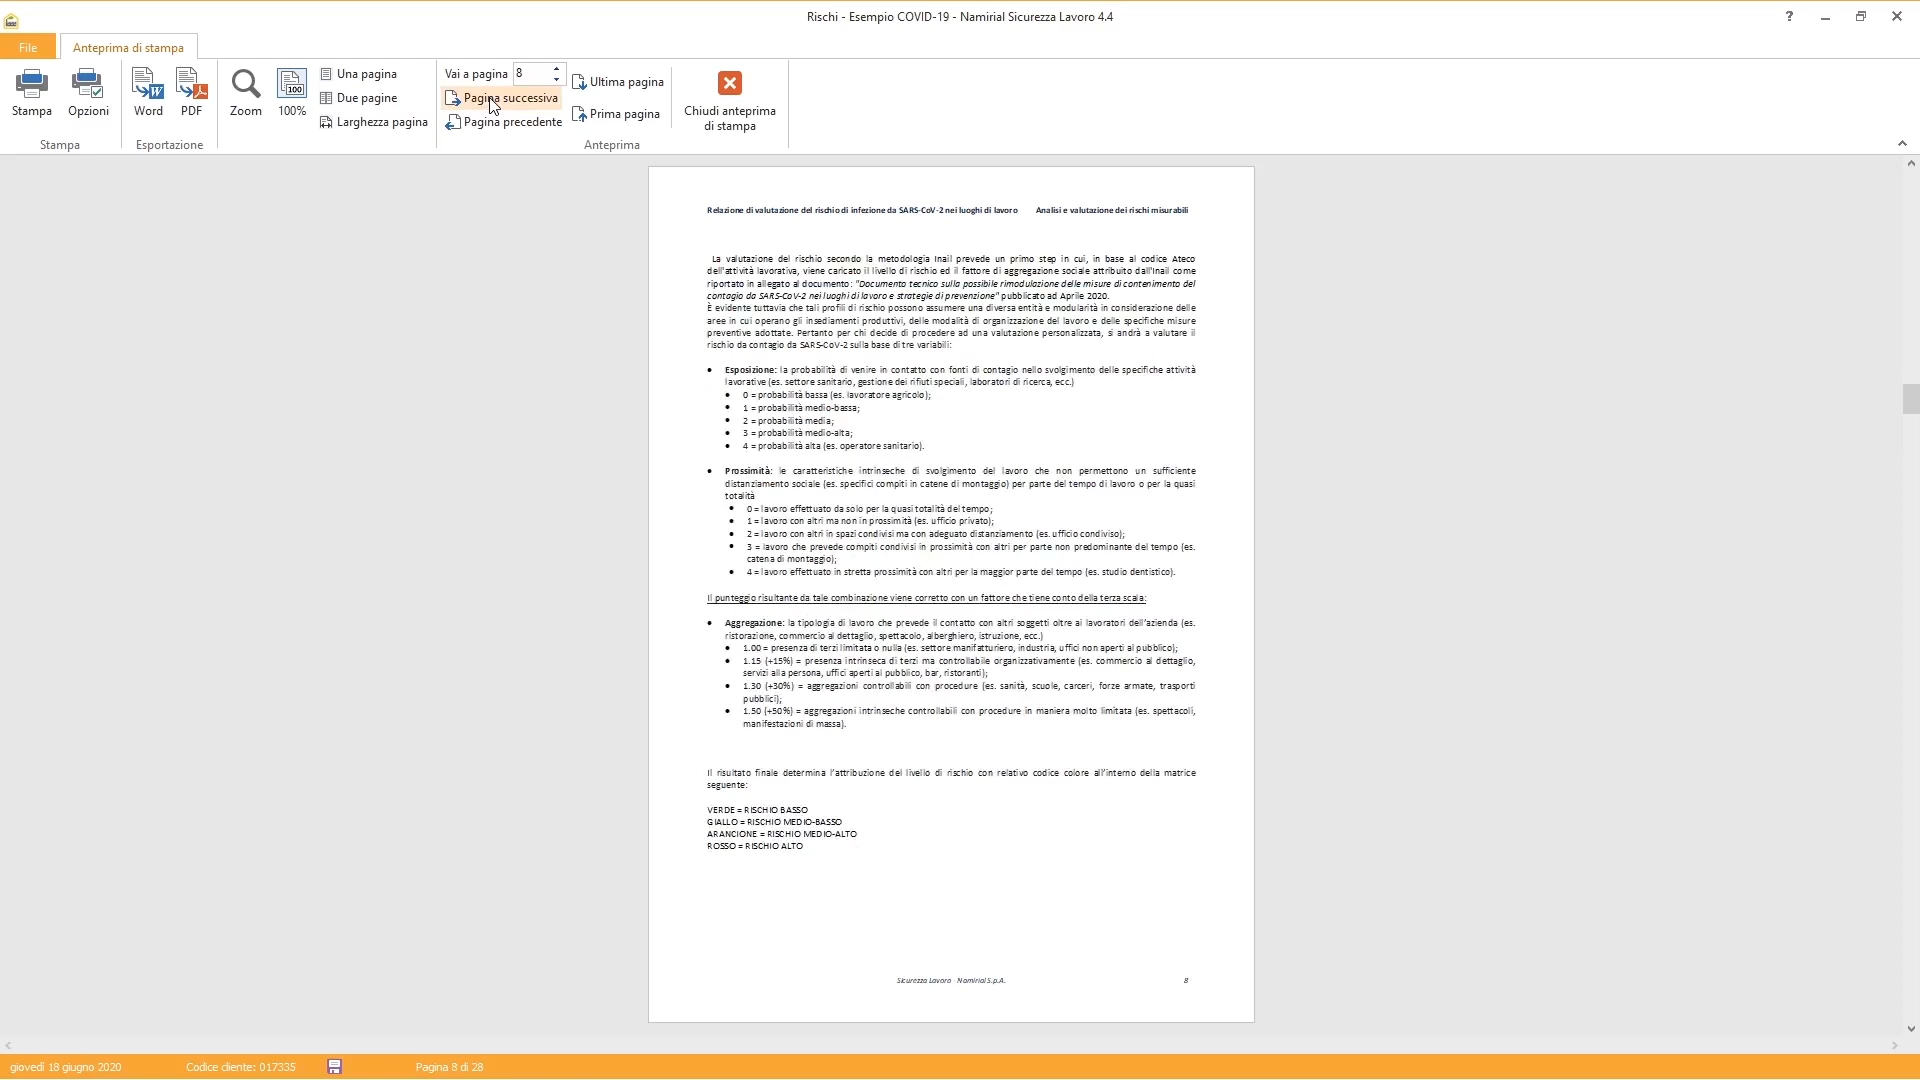 Rischi - Esempio COVID-19 - Namirial Sicurezza Lavoro 4.4
File
Anteprima di stampa
Stampa
Opzioni
Word
PDF
Zoom
100
100%
Una pagina
Due pagine
Larghezza pagina
Vai a pagina 8
Pagina successiva
Pagina precedente
Ultima pagina
Prima pagina
Chiudi anteprima
di stampa
Stampa
Esportazione
Anteprima
Relazione di valutazione del rischio di infezione da SARS-CoV-2 nei luoghi di lavoro Analisi e valutazione dei rischi misurabili
La valutazione del rischio secondo la metodologia Inail prevede un primo step in cui, in base al codice Ateco
dell'attività lavorativa, viene caricato il livello di rischio ed il fattore di aggregazione sociale attribuito dall'Inail come
riportato in allegato al documento: "Documento tecnico sulla possibile rimodulazione delle misure di contenimento del
contagio da SARS-CoV-2 nei luoghi di lavoro e strategie di prevenzione" pubblicato ad Aprile 2020.
È evidente tuttavia che tali profili di rischio possono assumere una diversa entità e modularità in considerazione delle
aree in cui operano gli insediamenti produttivi, delle modalità di organizzazione del lavoro e delle specifiche misure
preventive adottate. Pertanto per chi decide di procedere ad una valutazione personalizzata, si andrà a valutare il
rischio da contagio da SARS-CoV-2 sulla base di tre variabili:
• Esposizione: la probabilità di venire in contatto con fonti di contagio nello svolgimento delle specifiche attività
lavorative (es. settore sanitario, gestione dei rifiuti speciali, laboratori di ricerca, ecc.)
• 0 = probabilità bassa (es. lavoratore agricolo);
• 1 = probabilità medio-bassa;
• 2 = probabilità media;
• 3 = probabilità medio-alta;
• 4 = probabilità alta (es. operatore sanitario).
• Prossimità: le caratteristiche intrinseche di svolgimento del lavoro che non permettono un sufficiente
distanziamento sociale (es. specifici compiti in catene di montaggio) per parte del tempo di lavoro o per la quasi
totalità
• 0 = lavoro effettuato da solo per la quasi totalità del tempo;
• 1 = lavoro con altri ma non in prossimità (es. ufficio privato);
• 2 = lavoro con altri in spazi condivisi ma con adeguato distanziamento (es. ufficio condiviso);
• 3 = lavoro che prevede compiti condivisi in prossimità con altri per parte non predominante del tempo (es.
catena di montaggio);
• 4 = lavoro effettuato in stretta prossimità con altri per la maggior parte del tempo (es. studio dentistico).
Il punteggio risultante da tale combinazione viene corretto con un fattore che tiene conto della terza scala:
• Aggregazione: la tipologia di lavoro che prevede il contatto con altri soggetti oltre ai lavoratori dell'azienda (es.
ristorazione, commercio al dettaglio, spettacolo, alberghiero, istruzione, ecc.)
• 1.00 = presenza di terzi limitata o nulla (es. settore manifatturiero, industria, uffici non aperti al pubblico);
• 1.15 (+15%) = presenza intrinseca di terzi ma controllabile organizzativamente (es. commercio al dettaglio,
servizi alla persona, uffici aperti al pubblico, bar, ristoranti);
• 1.30 (+30%) = aggregazioni controllabili con procedure (es. sanità, scuole, carceri, forze armate, trasporti
pubblici);
• 1.50 (+50%) = aggregazioni intrinseche controllabili con procedure in maniera molto limitata (es. spettacoli,
manifestazioni di massa).
Il risultato finale determina l'attribuzione del livello di rischio con relativo codice colore all'interno della matrice
seguente:
VERDE = RISCHIO BASSO
GIALLO = RISCHIO MEDIO-BASSO
ARANCIONE = RISCHIO MEDIO-ALTO
ROSSO = RISCHIO ALTO
Sicurezza Lavoro - Namirial S.p.A. 8
giovedì 18 giugno 2020 Codice cliente: 017335 Pagina 8 di 28